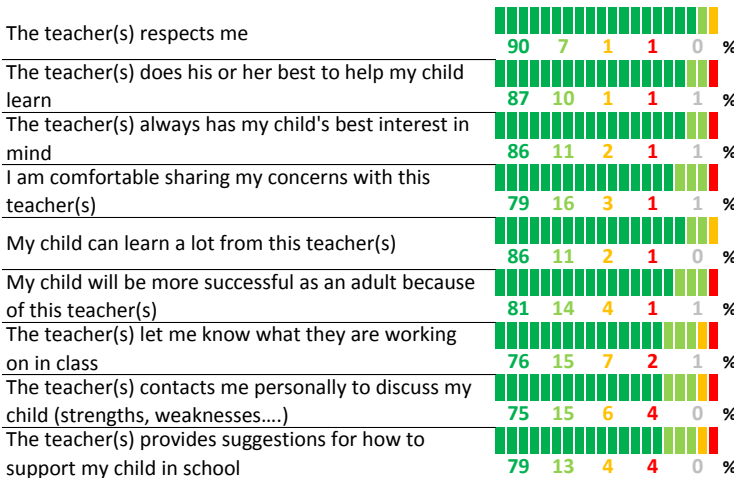 The teacher(s) respects me
90 7 1 1 0 %
The teacher(s) does his or her best to help my child
learn
87 10 1 1 1 %
The teacher(s) always has my child's best interest in
mind
86 11 2 1 1 %
I am comfortable sharing my concerns with this
teacher(s)
79 16 3 1 1 %
My child can learn a lot from this teacher(s)
86 11 2 1 0 %
My child will be more successful as an adult because
of this teacher(s)
81 14 4 1 1 %
The teacher(s) let me know what they are working
on in class
76 15 7 2 1 %
The teacher(s) contacts me personally to discuss my
child (strengths, weaknesses….)
75 15 6 4 0 %
The teacher(s) provides suggestions for how to
support my child in school
79 13 4 4 0 %